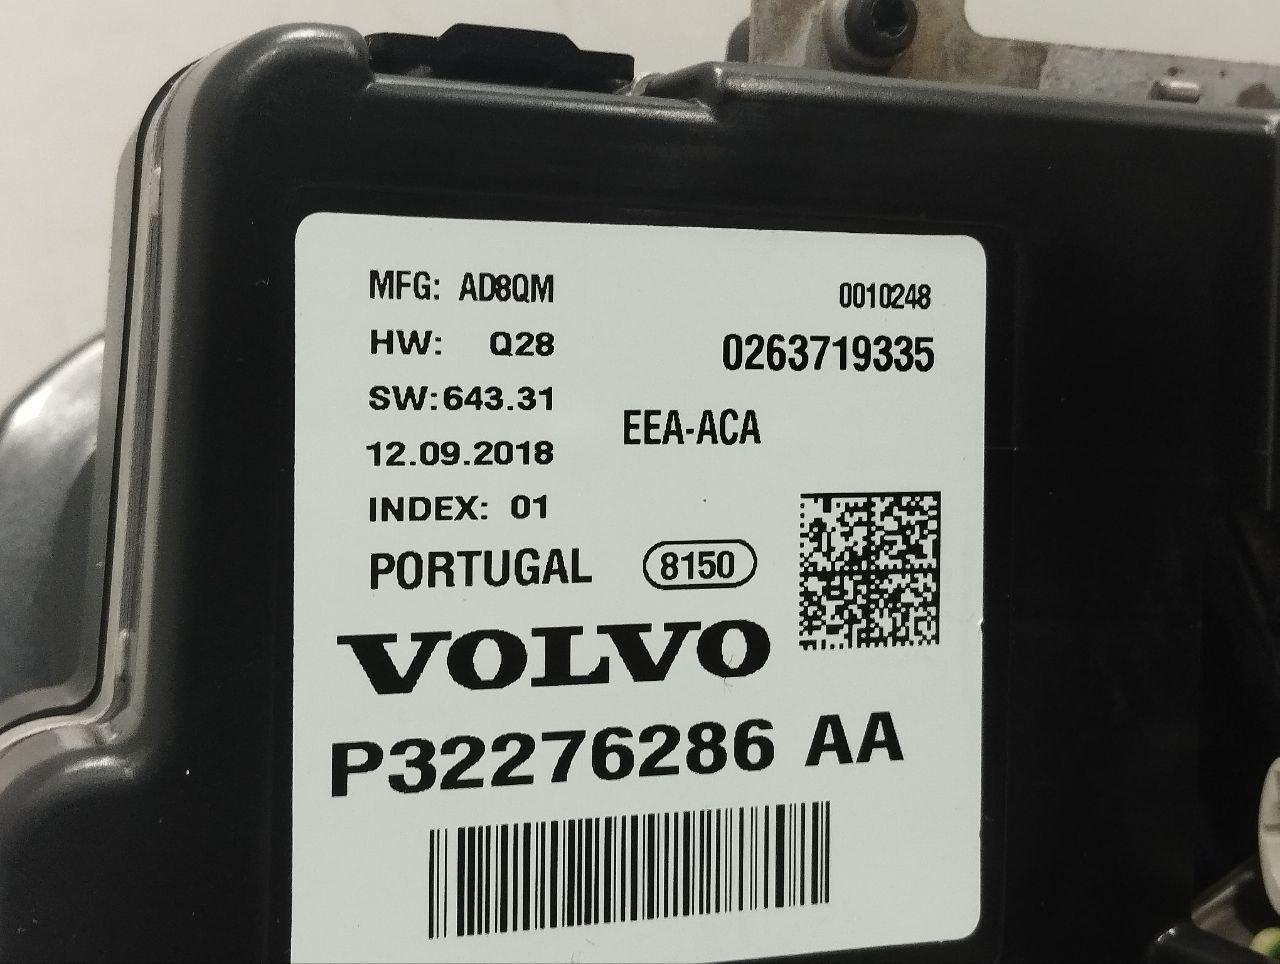 MFG: AD8QM 0010248
HW: Q28 0263719335
SW:643.31
EEA-ACA
12.09.2018
INDEX: 01
PORTUGAL 8150
VOLVO
P32276286 AA